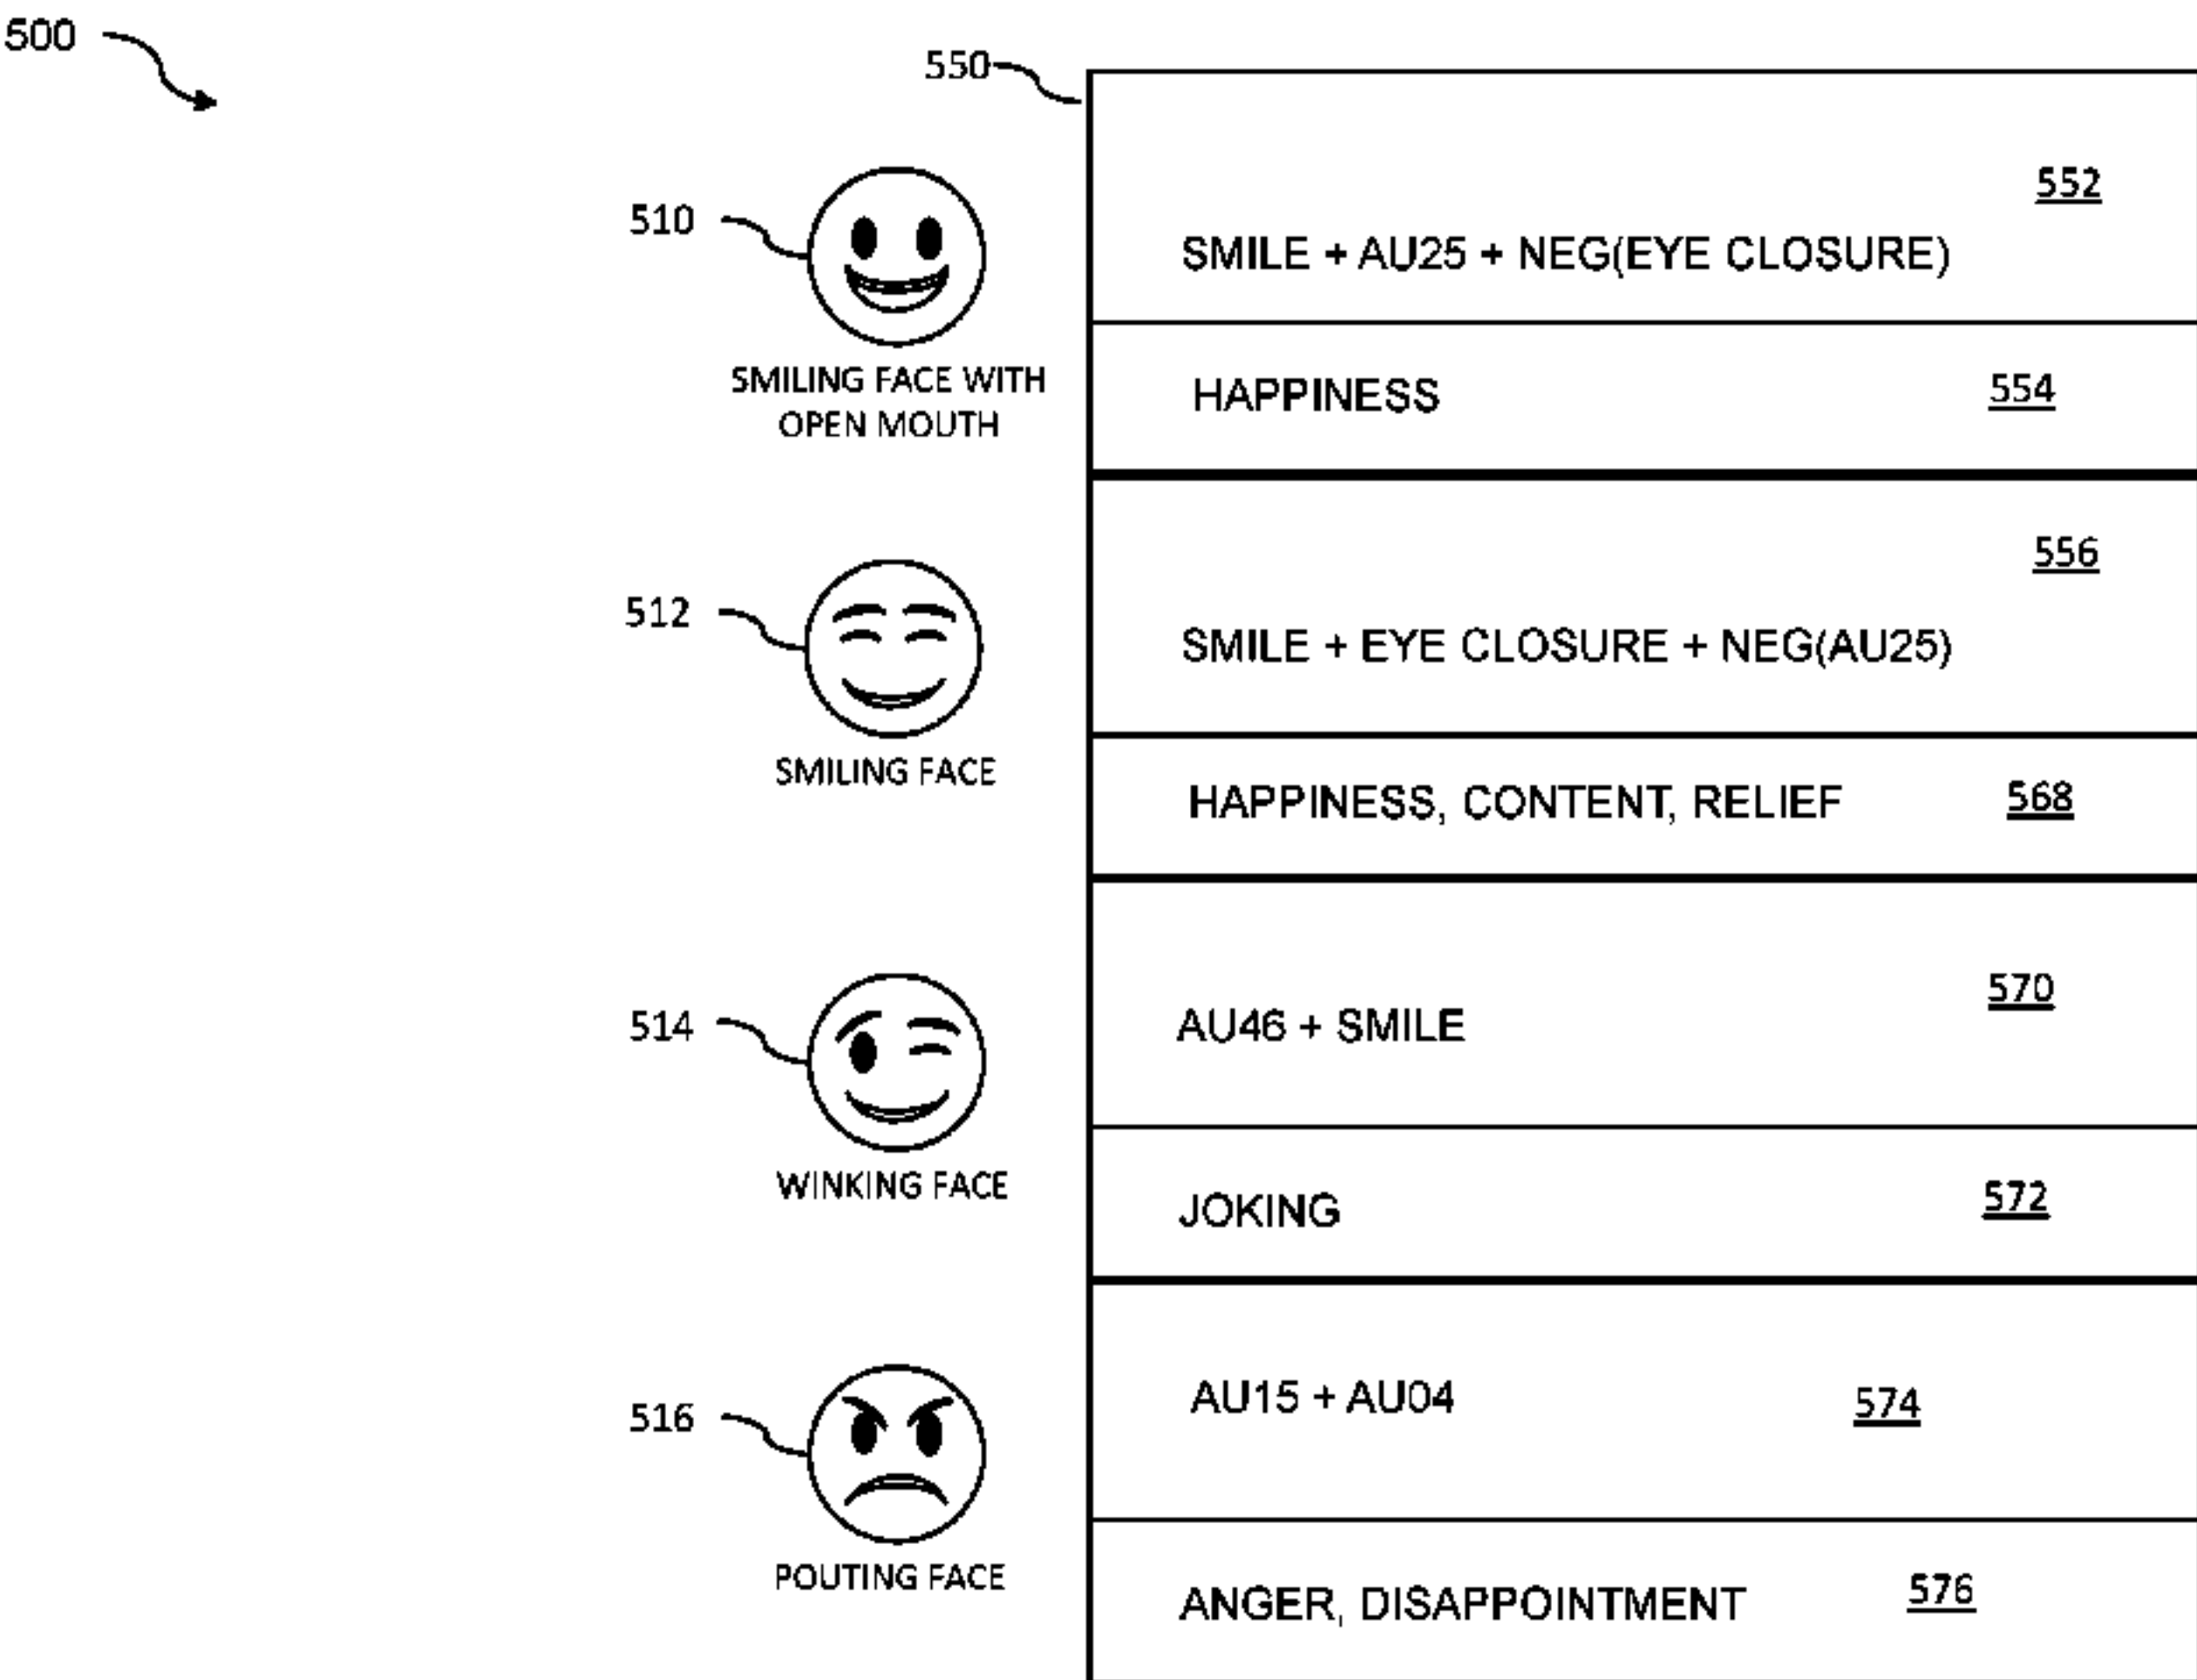 500
550
552
510
SMILE + AU25 + NEG(EYE CLOSURE)
SMILING FACE WITH
OPEN MOUTH
HAPPINESS
554
556
512
SMILE + EYE CLOSURE + NEG(AU25)
SMILING FACE
HAPPINESS, CONTENT, RELIEF
568
570
514
AU46 + SMILE
WINKING FACE
JOKING
572
516
AU15 + AU04
574
POUTING FACE
ANGER, DISAPPOINTMENT
576